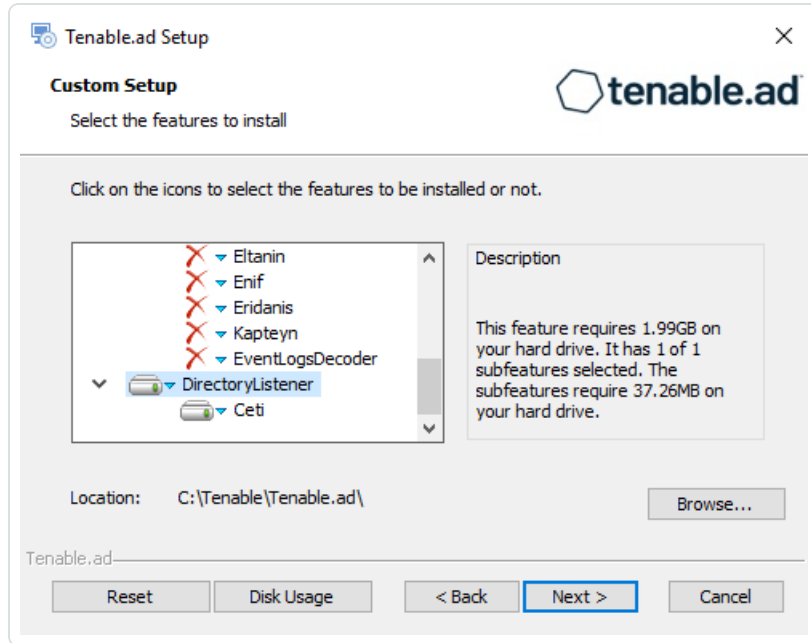 Tenable.ad Setup
Custom Setup
tenable.ad
Select the features to install
Click on the icons to select the features to be installed or not.
Eltanin
Enif
Eridanis
Kapteyn
EventLogsDecoder
DirectoryListener
Ceti
Description
This feature requires 1.99GB on
your hard drive. It has 1 of 1
subfeatures selected. The
subfeatures require 37.26MB on
your hard drive.
Location: C:\Tenable\Tenable.ad\
Browse...
Tenable.ad
Reset Disk Usage < Back Next > Cancel